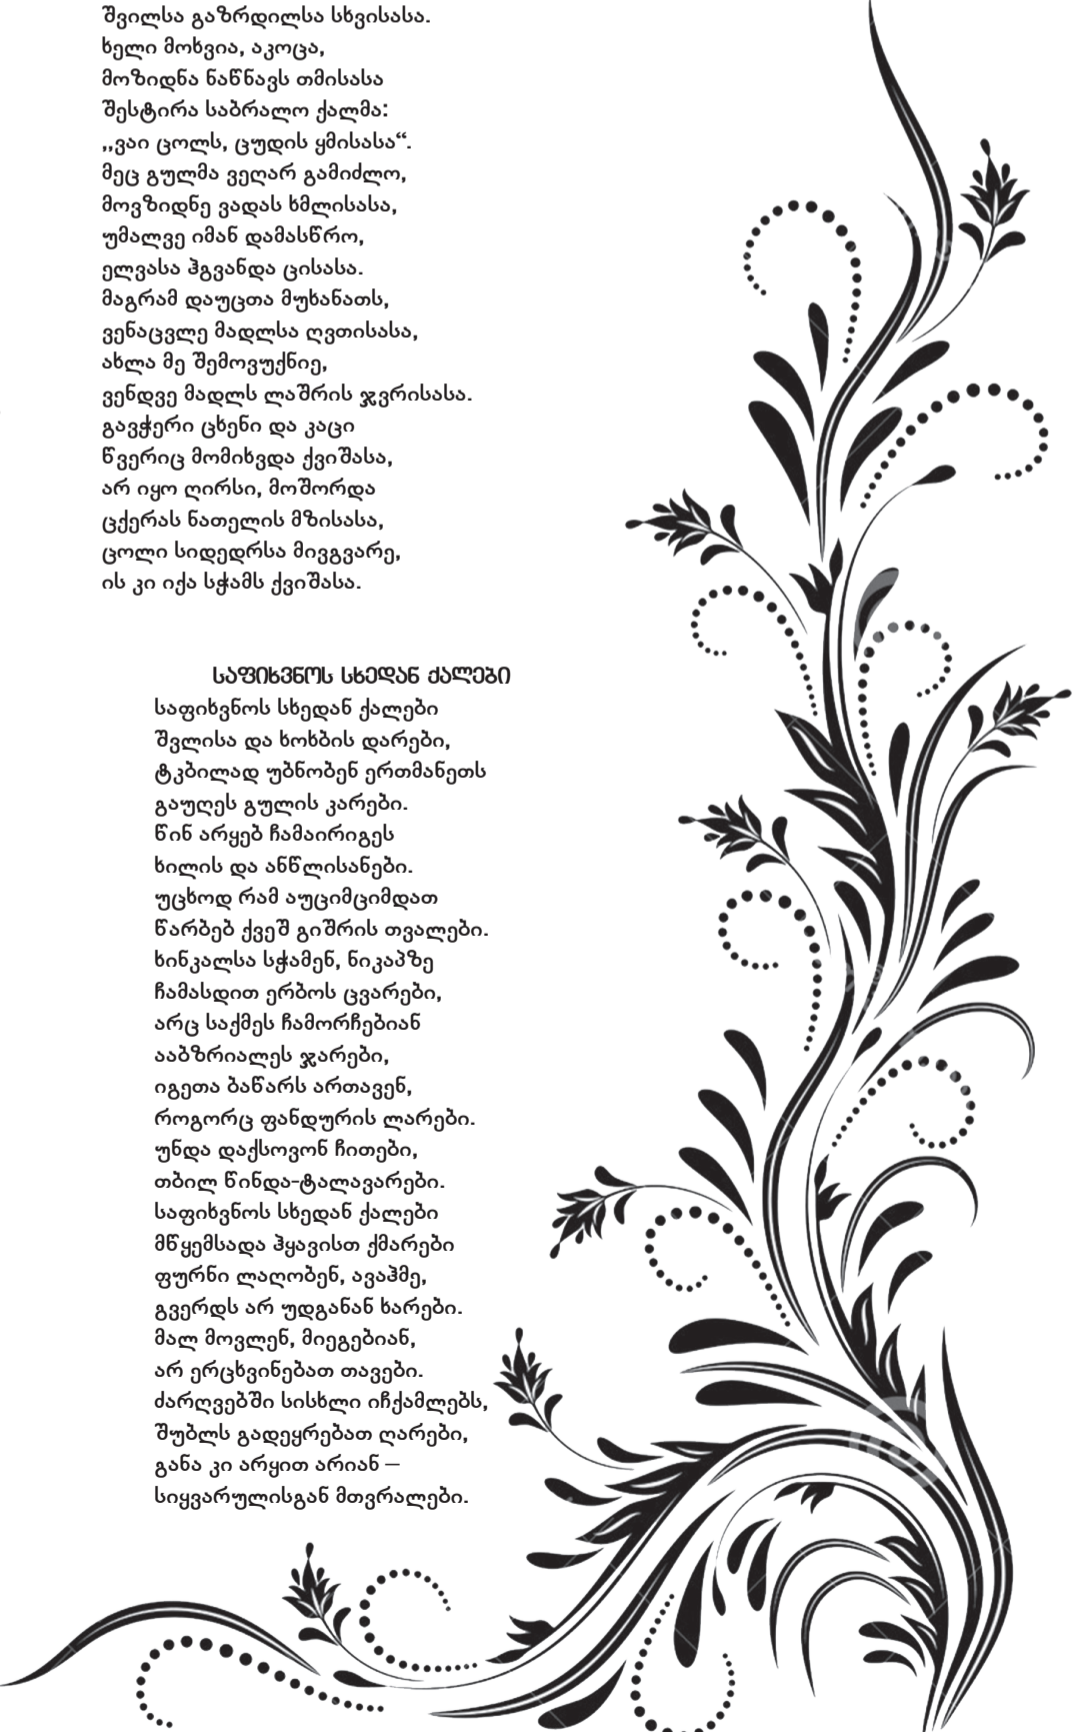 შვილსა გაზრდილსა სხვისასა.
ხელი მოხვია, აკოცა,
მოზიდნა ნაწნავს თმისასა
შესტირა საბრალო ქალმა:
,,ვაი ცოლს, ცუდის ყმისასა“.
მეც გულმა ვეღარ გამიძლო,
მოვზიდნე ვადას ხმლისასა,
უმალვე იმან დამასწრო,
ელვასა ჰგვანდა ცისასა.
მაგრამ დაუცთა მუხანათს,
ვენაცვლე მადლსა ღვთისასა,
ახლა მე შემოვუქნიე,
ვენდვე მადლს ლაშრის ჯვრისასა.
გავჭერი ცხენი და კაცი
წვერიც მომიხვდა ქვიშასა,
არ იყო ღირსი, მოშორდა
ცქერას ნათელის მზისასა,
ცოლი სიდედრსა მივგვარე,
ის კი იქა სჭამს ქვიშასა.
საფიხვნოს სხედან ქალები
საფიხვნოს სხედან ქალები
შვლისა და ხოხბის დარები,
ტკბილად უბნობენ ერთმანეთს
გაუღეს გულის კარები.
წინ არყებ ჩამაირიგეს
ხილის და ანწლისანები.
უცხოდ რამ აუციმციმდათ
წარბებ ქვეშ გიშრის თვალები.
ხინკალსა სჭამენ, ნიკაპზე
ჩამასდით ერბოს ცვარები,
არც საქმეს ჩამორჩებიან
ააბზრიალეს ჯარები,
იგეთა ბაწარს ართავენ,
როგორც ფანდურის ლარები.
უნდა დაქსოვონ ჩითები,
თბილ წინდა-ტალავარები.
საფიხვნოს სხედან ქალები
მწყემსადა ჰყავისთ ქმარები
ფურნი ლაღობენ, ავაჰმე,
გვერდს არ უდგანან ხარები.
მალ მოვლენ, მიეგებიან,
არ ერცხვინებათ თავები.
ძარღვებში სისხლი იჩქამლებს,
შუბლს გადეყრებათ ღარები,
განა კი არყით არიან –
სიყვარულისგან მთვრალები.